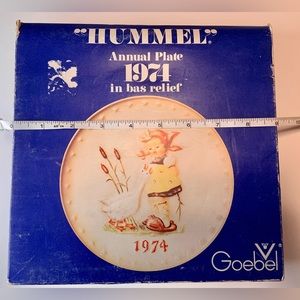 "HUMMEL"
Annual Plate
1974
in bas relief
1974
Goebel